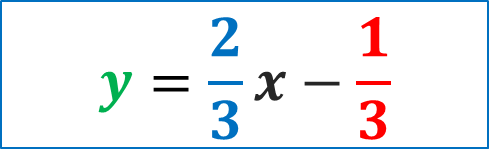 y = 2/3 x − 1/3